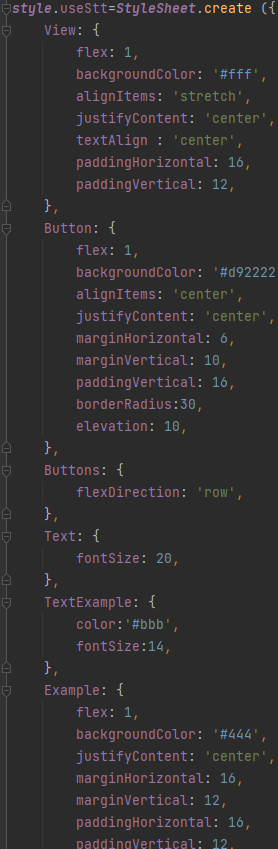 style.useStt=StyleSheet.create ({
View: {
flex: 1,
backgroundColor: '#fff',
alignItems: 'stretch',
justifyContent: 'center',
textAlign : 'center',
paddingHorizontal: 16,
paddingVertical: 12,
},
Button: {
flex: 1,
backgroundColor: '#d92222
alignItems: 'center',
justifyContent: 'center',
marginHorizontal: 6,
marginVertical: 10,
paddingVertical: 16,
borderRadius:30,
elevation: 10,
},
Buttons: {
flexDirection: 'row',
},
Text: {
fontSize: 20,
},
TextExample: {
color:'#bbb',
fontSize:14,
},
Example: {
flex: 1,
backgroundColor: '#444',
justifyContent: 'center',
marginHorizontal: 16,
marginVertical: 12,
paddingHorizontal: 16,
paddingVertical: 12,